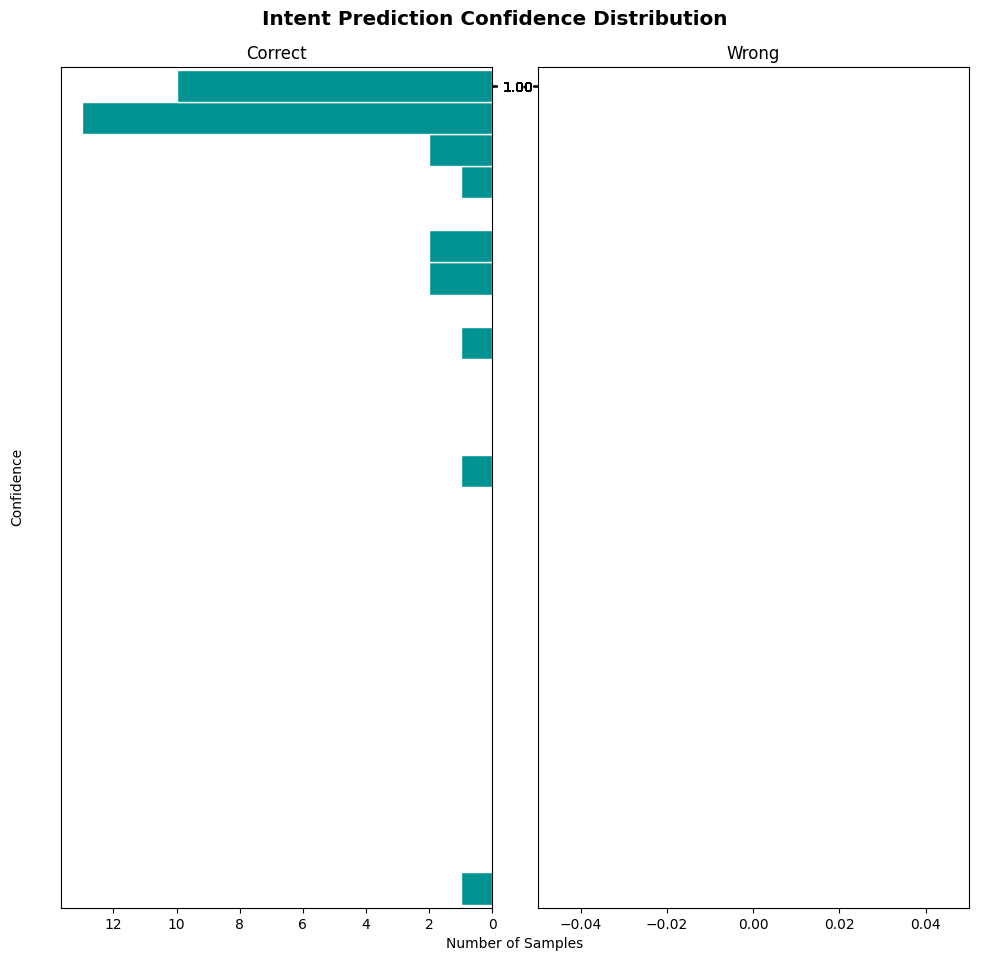 Intent Prediction Confidence Distribution
Correct
Wrong
1.00
Confidence
12 10 8 6 4 2 0
−0.04 −0.02 0.00 0.02 0.04
Number of Samples